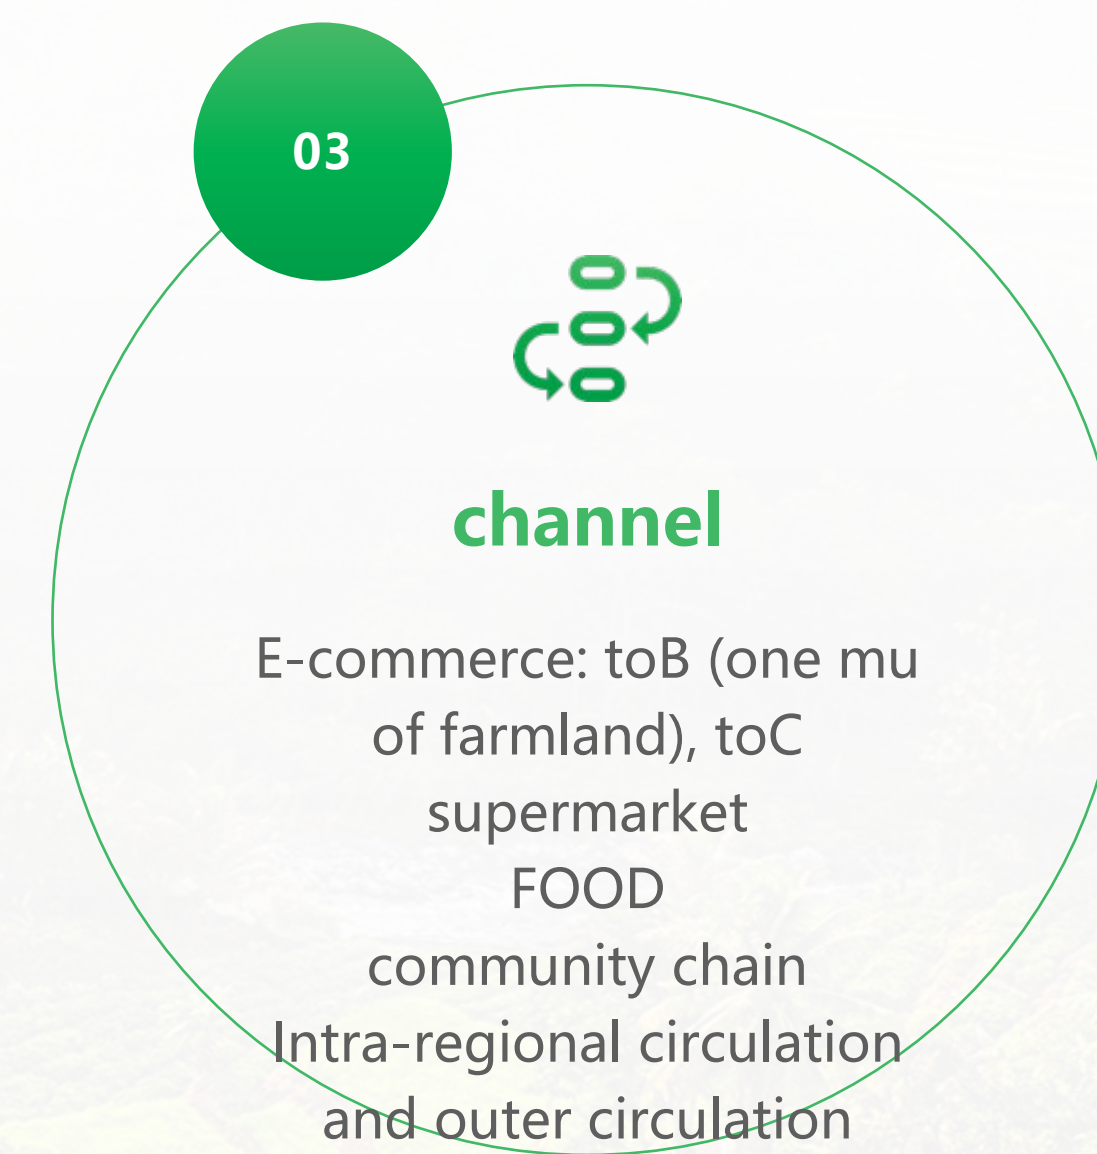 03
channel
E-commerce: toB (one mu
of farmland), toC
supermarket
FOOD
community chain
Intra-regional circulation
and outer circulation